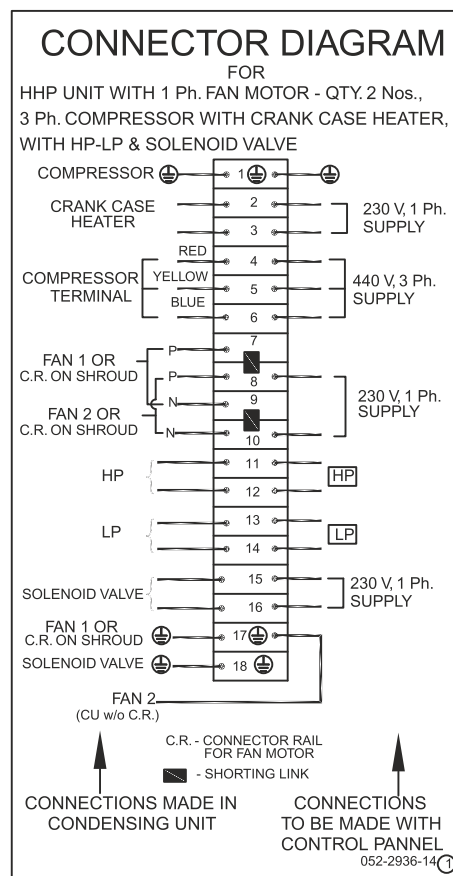 CONNECTOR DIAGRAM
FOR
HHP UNIT WITH 1 Ph. FAN MOTOR - QTY. 2 Nos.,
3 Ph. COMPRESSOR WITH CRANK CASE HEATER,
WITH HP-LP & SOLENOID VALVE
COMPRESSOR 1
CRANK CASE
HEATER
2
3
230 V, 1 Ph.
SUPPLY
COMPRESSOR
TERMINAL
RED 4
YELLOW 5
BLUE 6
440 V, 3 Ph.
SUPPLY
FAN 1 OR
C.R. ON SHROUD
FAN 2 OR
C.R. ON SHROUD
P 7
P 8
N 9
N 10
230 V, 1 Ph.
SUPPLY
HP 11 HP
12
LP 13 LP
14
SOLENOID VALVE
15
16
230 V, 1 Ph.
SUPPLY
FAN 1 OR
C.R. ON SHROUD
17
SOLENOID VALVE 18
FAN 2
(CU w/o C.R.)
C.R. - CONNECTOR RAIL
FOR FAN MOTOR
- SHORTING LINK
CONNECTIONS MADE IN
CONDENSING UNIT
CONNECTIONS
TO BE MADE WITH
CONTROL PANNEL
052-2936-14 1